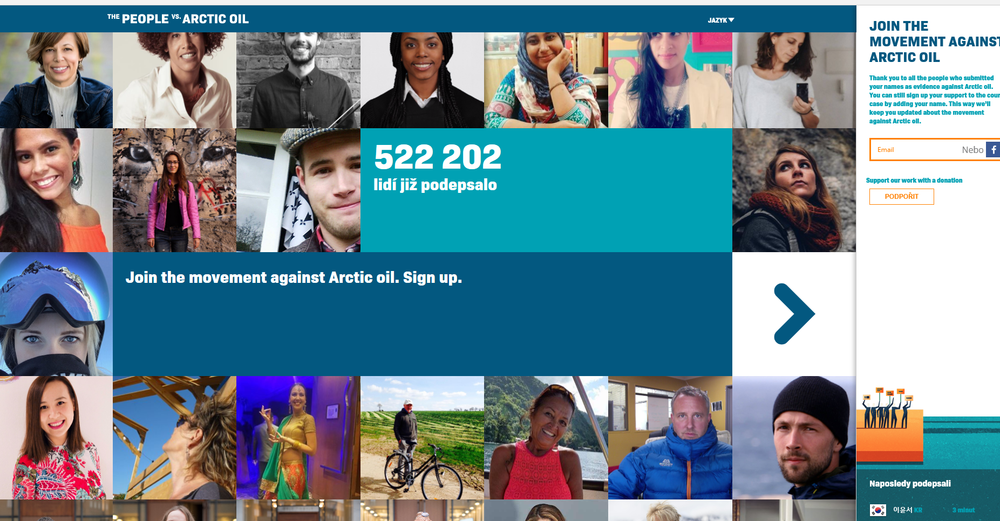 THE PEOPLE VS. ARCTIC OIL
JAZYK
522 202
lidí již podepsalo
Join the movement against Arctic oil. Sign up.
JOIN THE
MOVEMENT AGAINST
ARCTIC OIL
Thank you to all the people who submitted
your names as evidence against Arctic oil.
You can still sign up your support to the cour
case by adding your name. This way we'll
keep you updated about the movement
against Arctic oil.
Email
Nebo f
Support our work with a donation
PODPOŘIT
Naposledy podepsali
이윤서 KR 3 minut